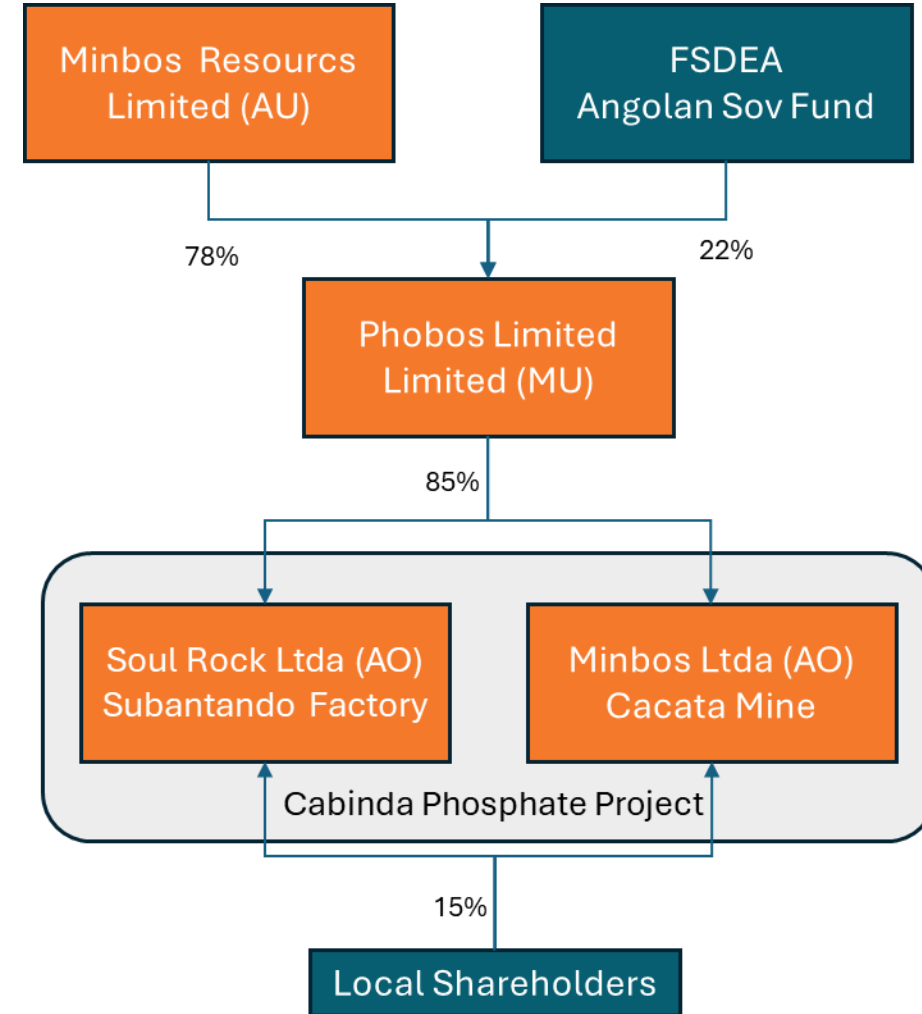 Minbos Resourcs
Limited (AU)
FSDEA
Angolan Sov Fund
78%
22%
Phobos Limited
Limited (MU)
85%
Soul Rock Ltda (AO)
Subantando Factory
Minbos Ltda (AO)
Cacata Mine
Cabinda Phosphate Project
15%
Local Shareholders